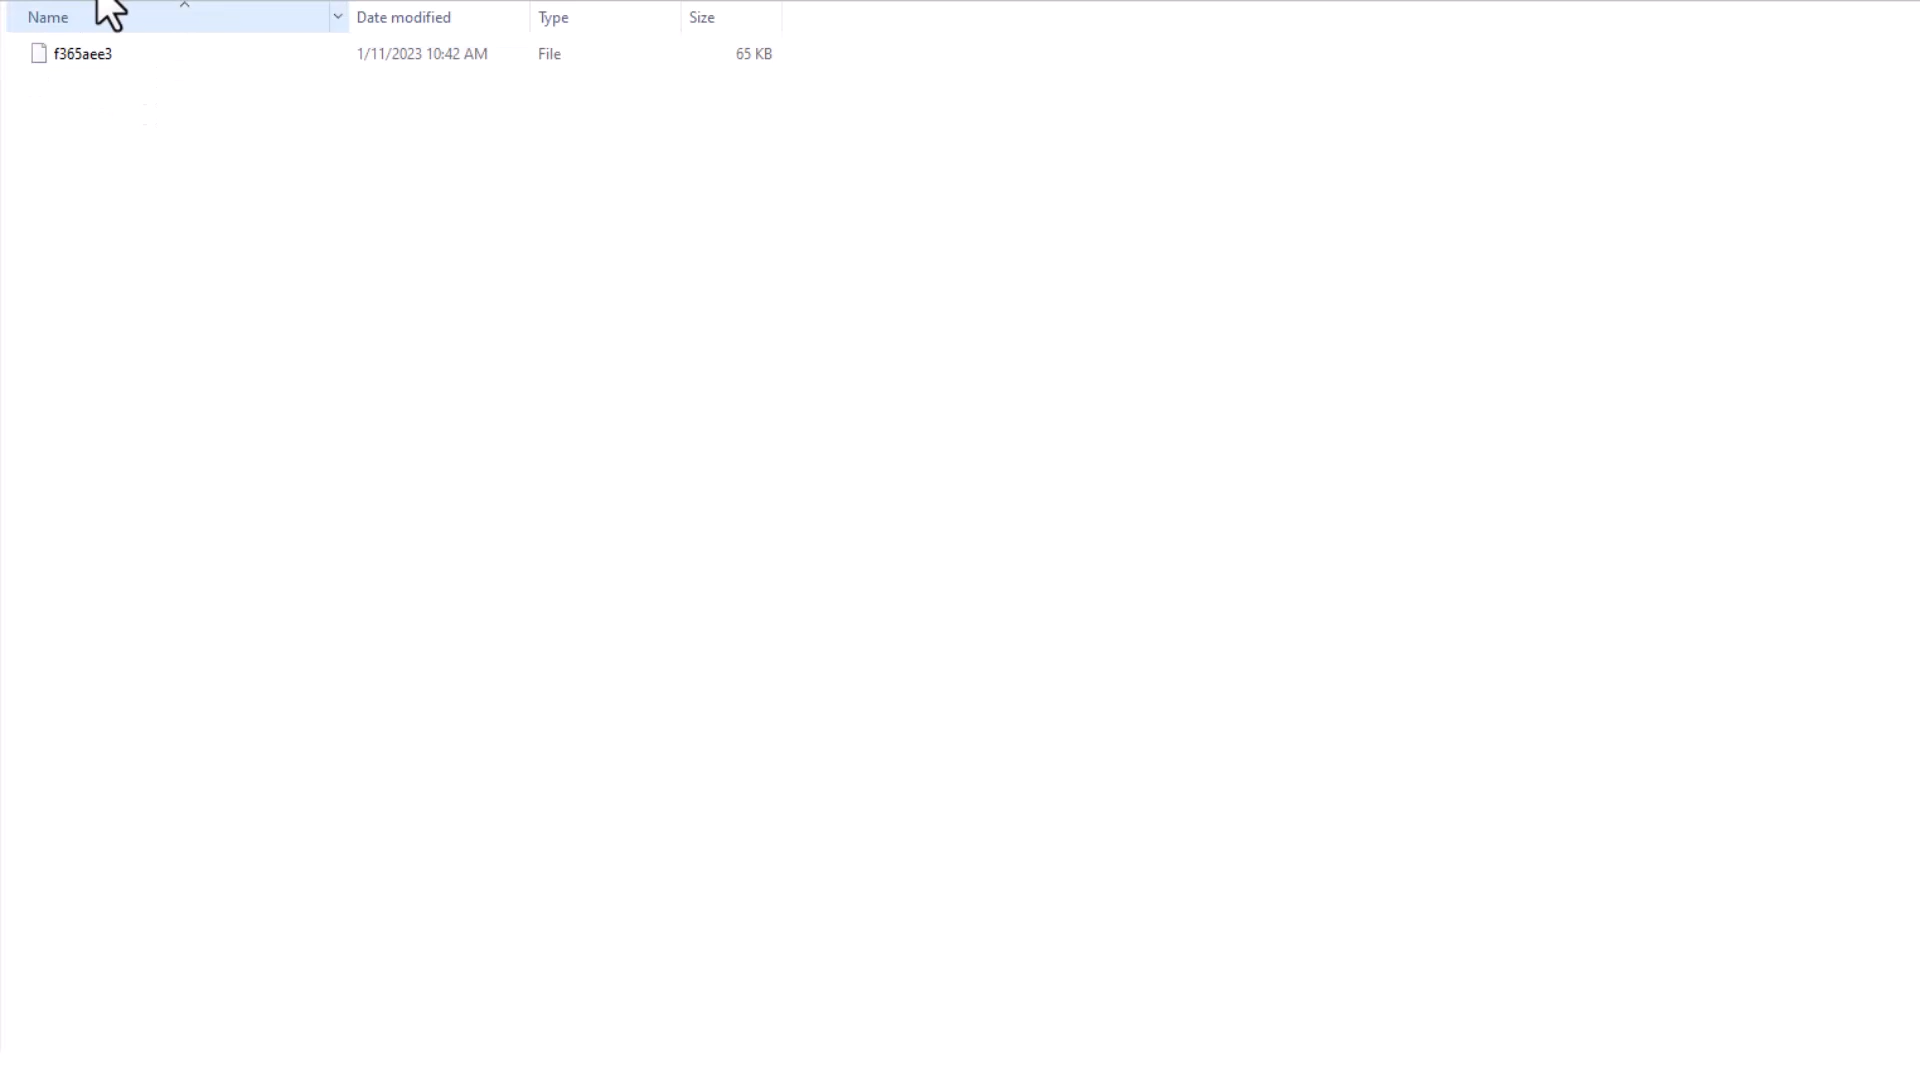 Name Date modified Type Size
f365aee3 1/11/2023 10:42 AM File 65 KB